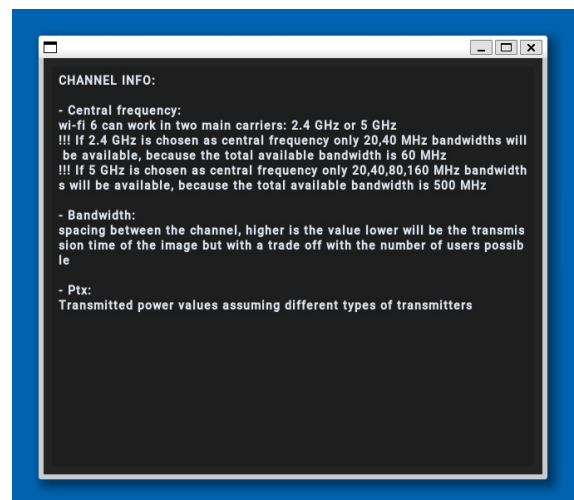 CHANNEL INFO:
- Central frequency:
wi-fi 6 can work in two main carriers: 2.4 GHz or 5 GHz
!!! If 2.4 GHz is chosen as central frequency only 20,40 MHz bandwidths will
be available, because the total available bandwidth is 60 MHz
!!! If 5 GHz is chosen as central frequency only 20,40,80,160 MHz bandwidth
s will be available, because the total available bandwidth is 500 MHz
- Bandwidth:
spacing between the channel, higher is the value lower will be the transmis
sion time of the image but with a trade off with the number of users possib
le
- Ptx:
Transmitted power values assuming different types of transmitters